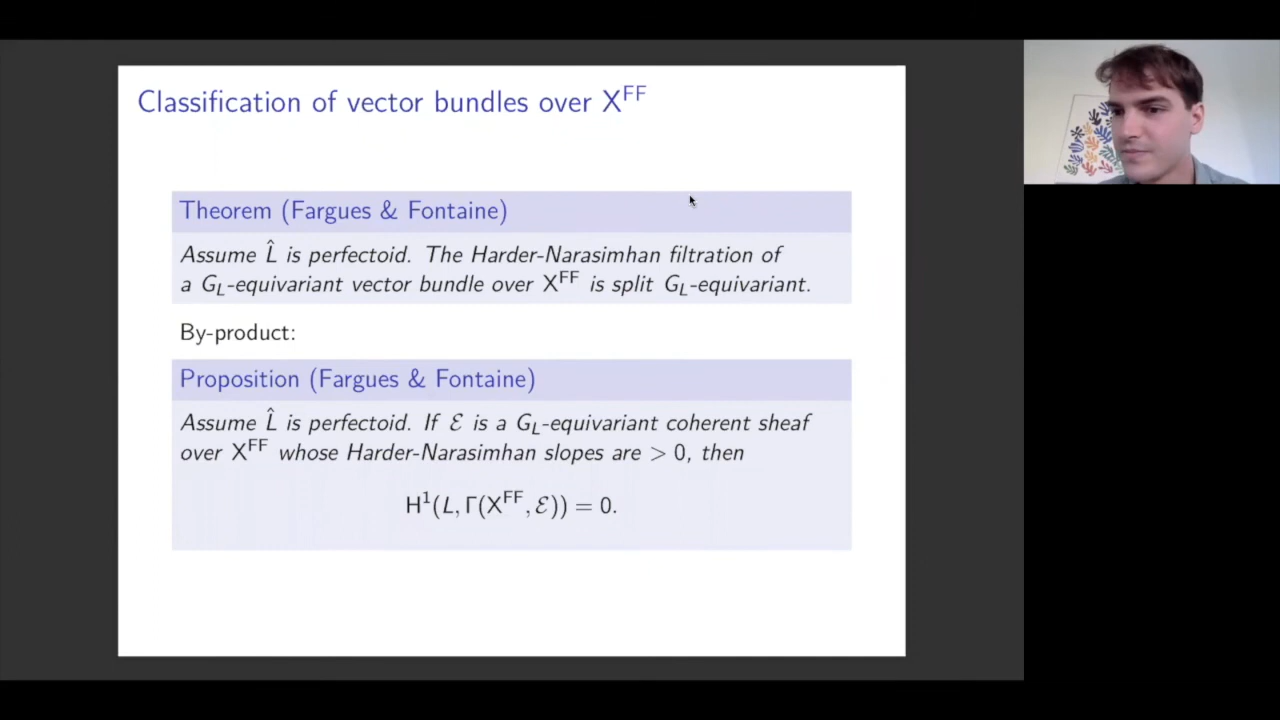 Classification of vector bundles over X^FF
Theorem (Fargues & Fontaine)
Assume L̂ is perfectoid. The Harder-Narasimhan filtration of
a G_L-equivariant vector bundle over X^FF is split G_L-equivariant.
By-product:
Proposition (Fargues & Fontaine)
Assume L̂ is perfectoid. If ℰ is a G_L-equivariant coherent sheaf
over X^FF whose Harder-Narasimhan slopes are > 0, then
H^1(L, Γ(X^FF, ℰ)) = 0.